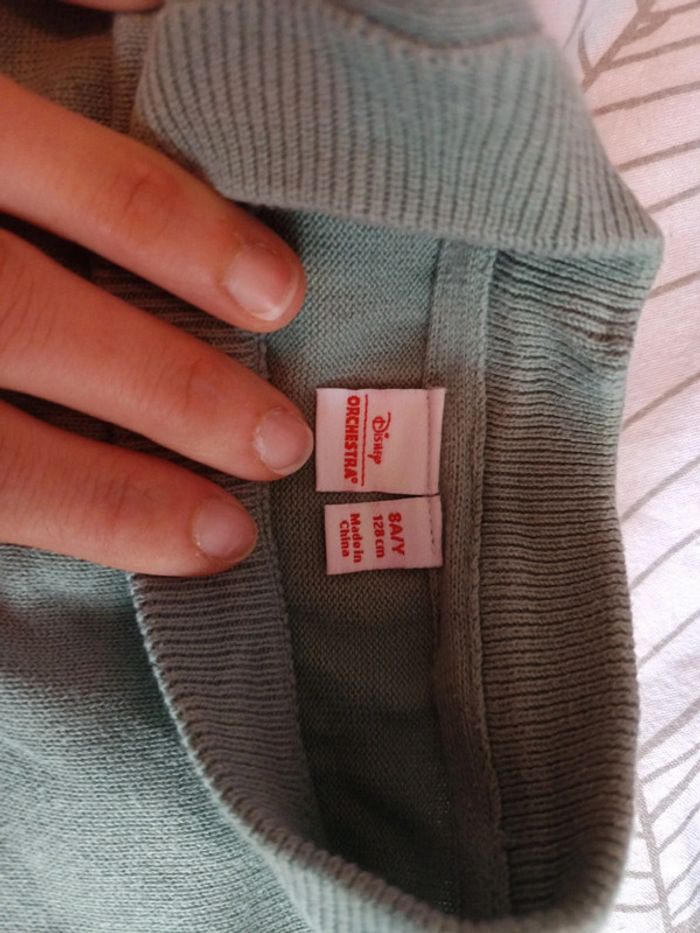 Disney
ORCHESTRA®
8A/Y
128 cm
Made in
China